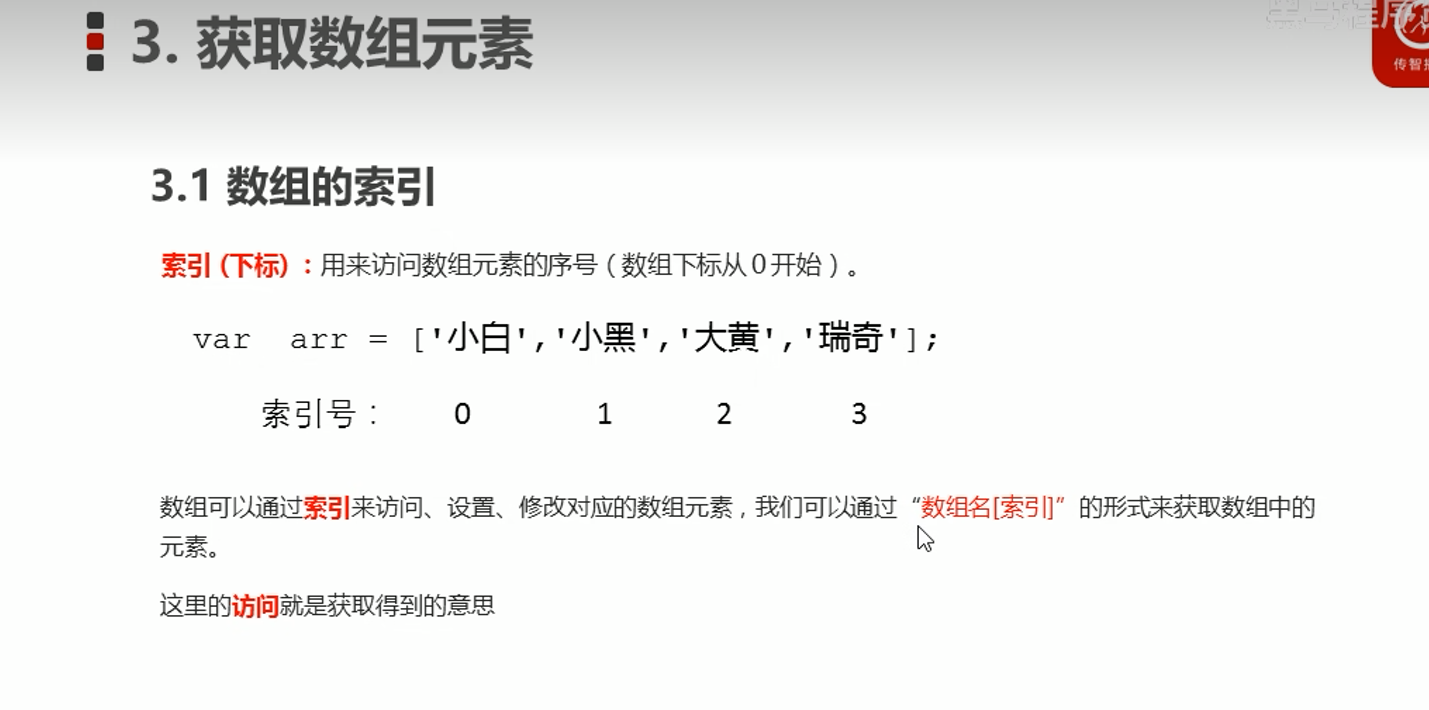 3. 获取数组元素
3.1 数组的索引
索引 (下标) ：用来访问数组元素的序号（数组下标从 0 开始）。
var arr = ['小白','小黑','大黄','瑞奇'];
索引号： 0 1 2 3
数组可以通过索引来访问、设置、修改对应的数组元素，我们可以通过“数组名[索引]”的形式来获取数组中的
元素。
这里的访问就是获取得到的意思
传智